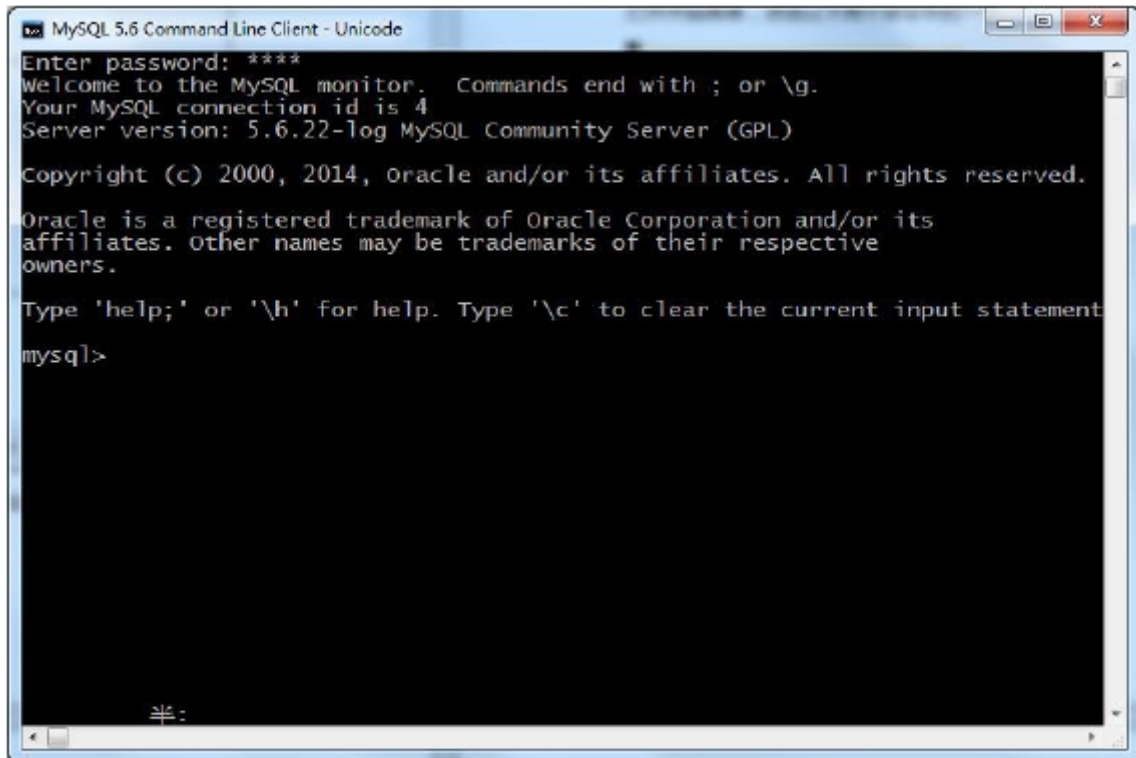 MySQL 5.6 Command Line Client - Unicode
Enter password: ****
Welcome to the MySQL monitor.  Commands end with ; or \g.
Your MySQL connection id is 4
Server version: 5.6.22-log MySQL Community Server (GPL)
Copyright (c) 2000, 2014, Oracle and/or its affiliates. All rights reserved.
Oracle is a registered trademark of Oracle Corporation and/or its
affiliates. Other names may be trademarks of their respective
owners.
Type 'help;' or '\h' for help. Type '\c' to clear the current input statement
mysql>
半: